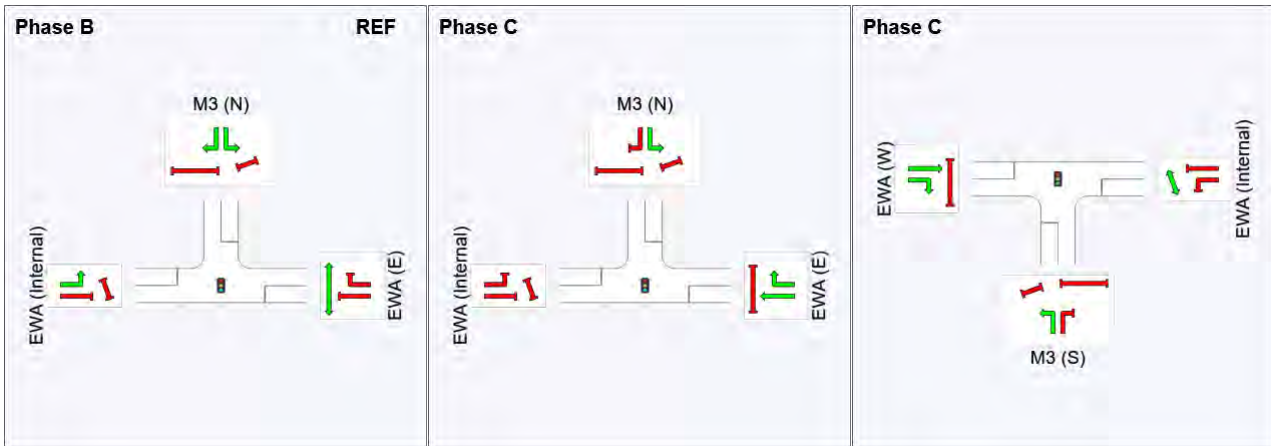 Phase B
REF
M3 (N)
EWA (Internal)
EWA (E)
Phase C
M3 (N)
EWA (Internal)
EWA (E)
Phase C
EWA (W)
EWA (Internal)
M3 (S)